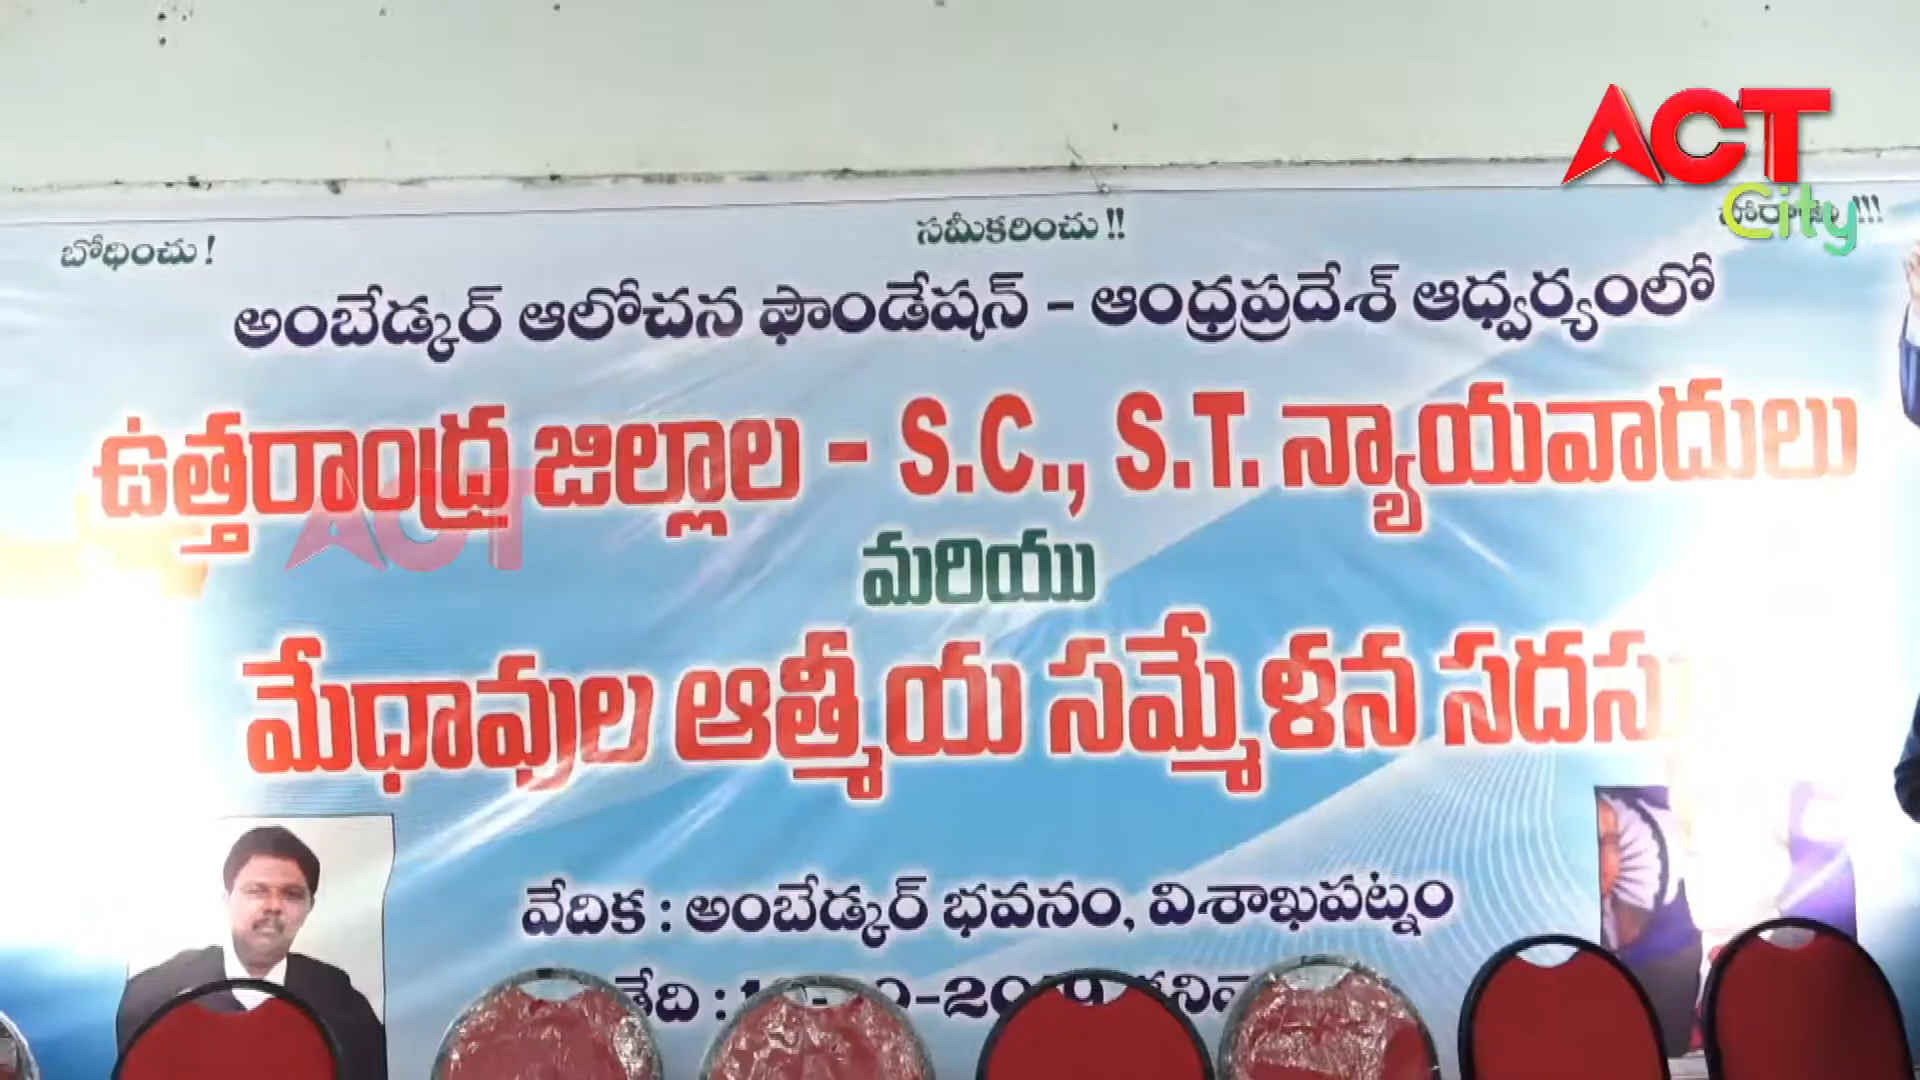 ACT
City
బోధించు !
సమీకరించు !!
!!!
అంబేడ్కర్ ఆలోచన ఫౌండేషన్ – ఆంధ్రప్రదేశ్ ఆధ్వర్యంలో
ఉత్తరాంధ్ర జిల్లాల – S.C., S.T. న్యాయవాదులు
ACT
మరియు
మేధావుల ఆత్మీయ సమ్మేళన సదస్సు
వేదిక : అంబేడ్కర్ భవనం, విశాఖపట్నం
తేది :